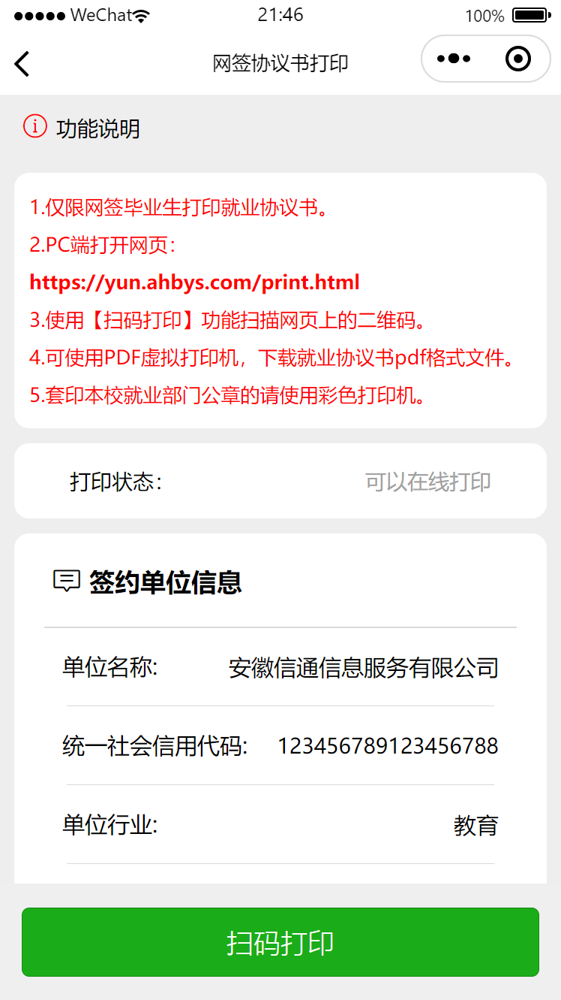 WeChat 21:46 100%
网签协议书打印
功能说明
1.仅限网签毕业生打印就业协议书。
2.PC端打开网页：
https://yun.ahbys.com/print.html
3.使用【扫码打印】功能扫描网页上的二维码。
4.可使用PDF虚拟打印机，下载就业协议书pdf格式文件。
5.套印本校就业部门公章的请使用彩色打印机。
打印状态： 可以在线打印
签约单位信息
单位名称: 安徽信通信息服务有限公司
统一社会信用代码: 123456789123456788
单位行业: 教育
扫码打印